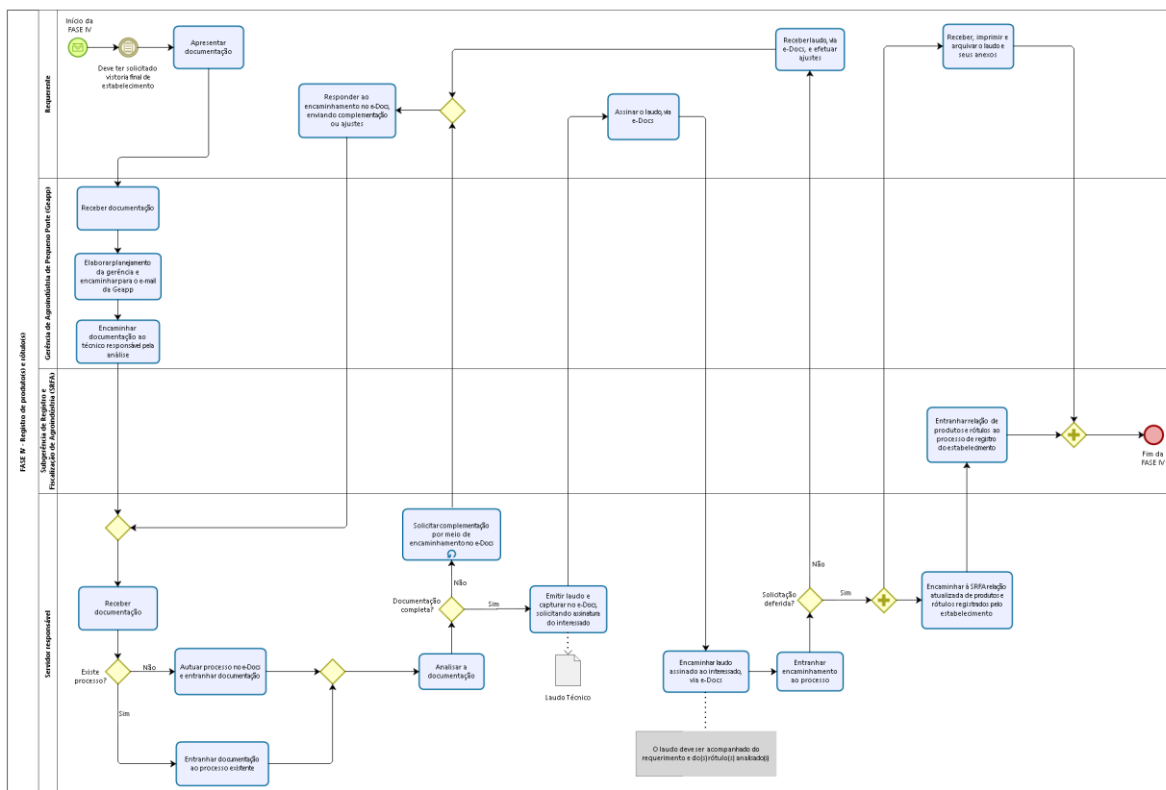 FASE IV - Registro de produto(s) e rótulo(s)
Requerente
Início da
FASE IV
Deve ter solicitado
vistoria final de
estabelecimento
Apresentar
documentação
Responder ao
encaminhamento no e-Docs,
enviando complementação
ou ajustes
Assinar o laudo, via
e-Docs
Receber laudo, via
e-Docs, e efetuar
ajustes
Receber, imprimir e
arquivar o laudo e
seus anexos
Gerência de Agroindústria de Pequeno Porte (Geapp)
Receber documentação
Elaborar planejamento
da gerência e
encaminhar para o e-mail
da Geapp
Encaminhar
documentação ao
técnico responsável pela
análise
Subgerência de Registro e
Fiscalização de Agroindústria (SRFA)
Entranhar relação de
produtos e rótulos ao
processo de registro
do estabelecimento
Fim da
FASE IV
Servidor responsável
Receber
documentação
Existe
processo?
Não
Sim
Autuar processo no e-Docs
e entranhar documentação
Entranhar documentação
ao processo existente
Analisar a
documentação
Documentação
completa?
Não
Sim
Solicitar complementação
por meio de
encaminhamento no e-Docs
Emitir laudo e
capturar no e-Docs,
solicitando assinatura
do interessado
Laudo Técnico
Encaminhar laudo
assinado ao interessado,
via e-Docs
O laudo deve ser acompanhado do
requerimento e do(s) rótulo(s) analisado(s)
Entranhar
encaminhamento
ao processo
Solicitação
deferida?
Não
Sim
Encaminhar à SRFA relação
atualizada de produtos e
rótulos registrados pelo
estabelecimento